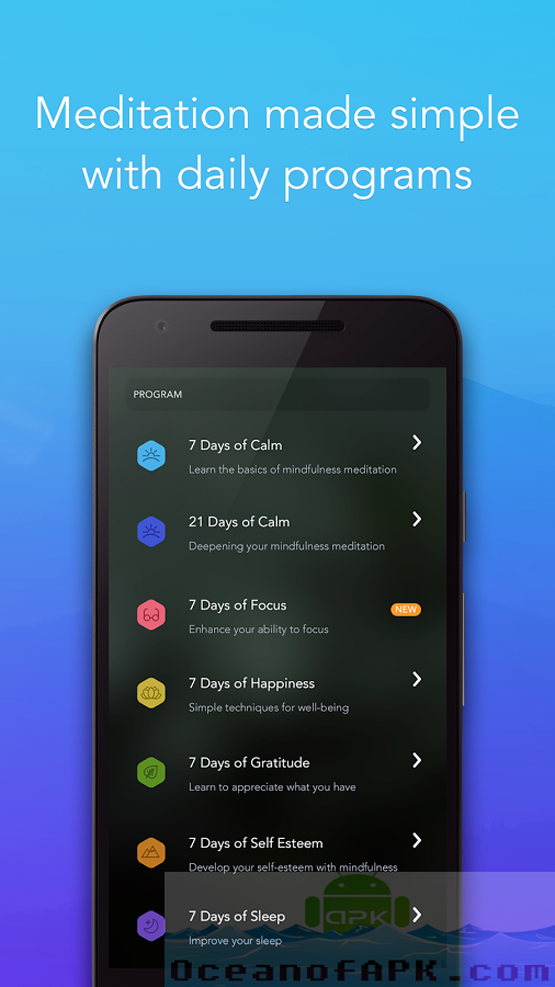 Meditation made simple
with daily programs
PROGRAM
7 Days of Calm
Learn the basics of mindfulness meditation
21 Days of Calm
Deepening your mindfulness meditation
7 Days of Focus
NEW
Enhance your ability to focus
7 Days of Happiness
Simple techniques for well-being
7 Days of Gratitude
Learn to appreciate what you have
7 Days of Self Esteem
Develop your self-esteem with mindfulness
7 Days of Sleep
APK
Improve your sleep
OceanofAPK.com